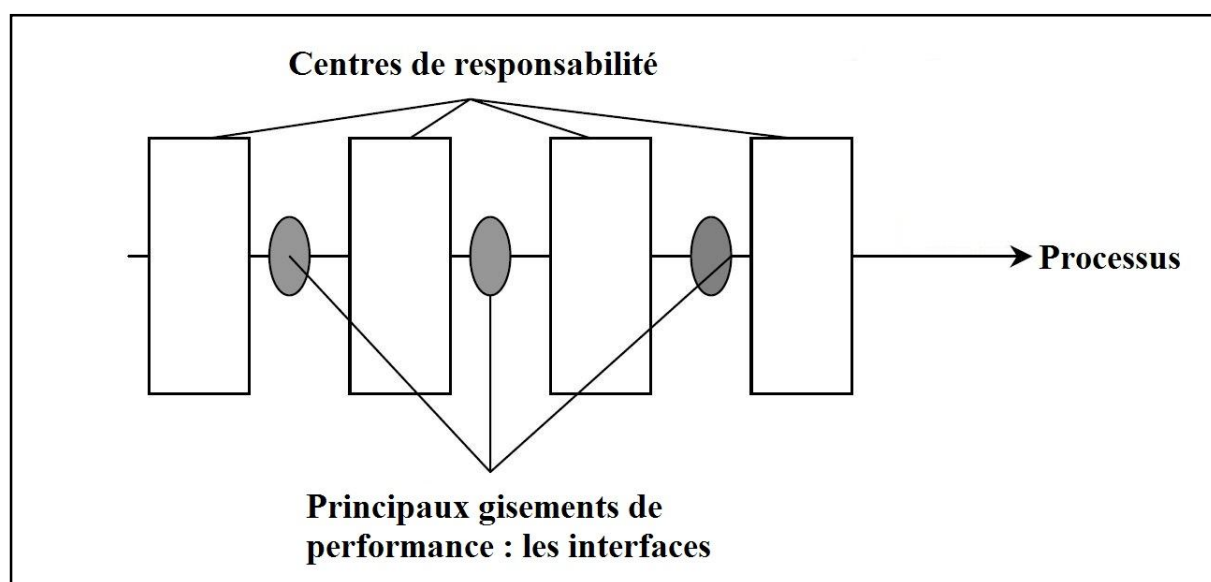 Centres de responsabilité
Processus
Principaux gisements de
performance : les interfaces